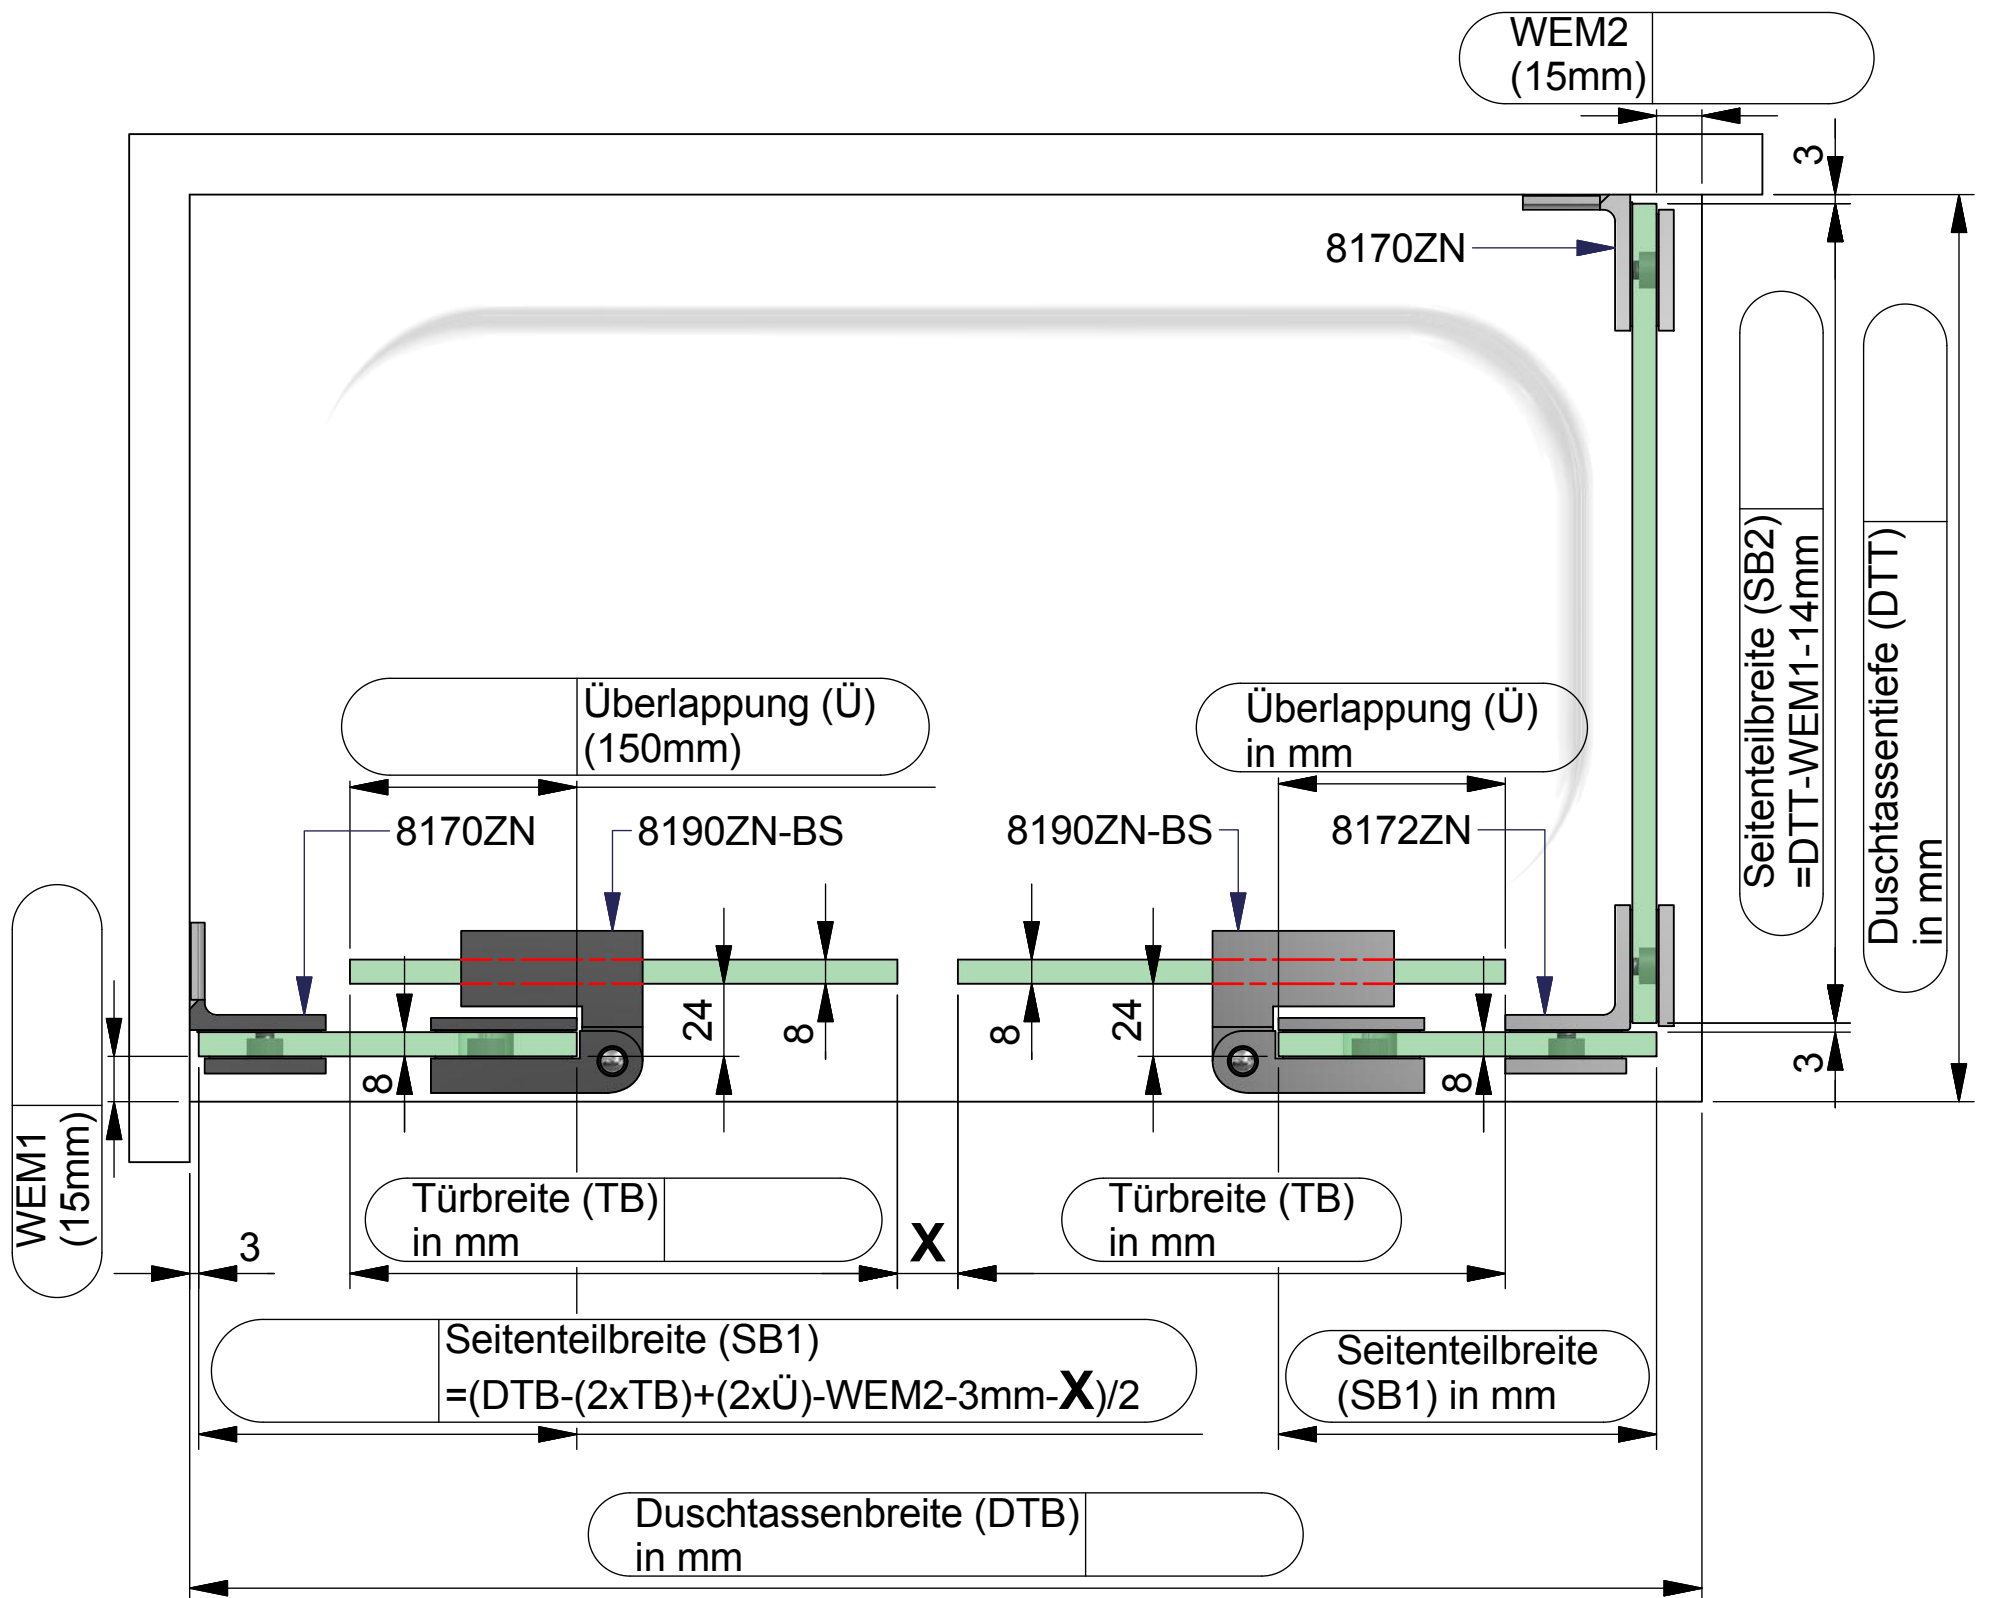 WEM2
(15mm)
3
8170ZN
Seitenteilbreite (SB2)
=DTT-WEM1-14mm
Duschtassentiefe (DTT)
in mm
Überlappung (Ü)
(150mm)
Überlappung (Ü)
in mm
8170ZN
8190ZN-BS
8190ZN-BS
8172ZN
8
24
8
8
24
8
3
WEM1
(15mm)
3
Türbreite (TB)
in mm
X
Türbreite (TB)
in mm
Seitenteilbreite (SB1)
=(DTB-(2xTB)+(2xÜ)-WEM2-3mm-X)/2
Seitenteilbreite
(SB1) in mm
Duschtassenbreite (DTB)
in mm